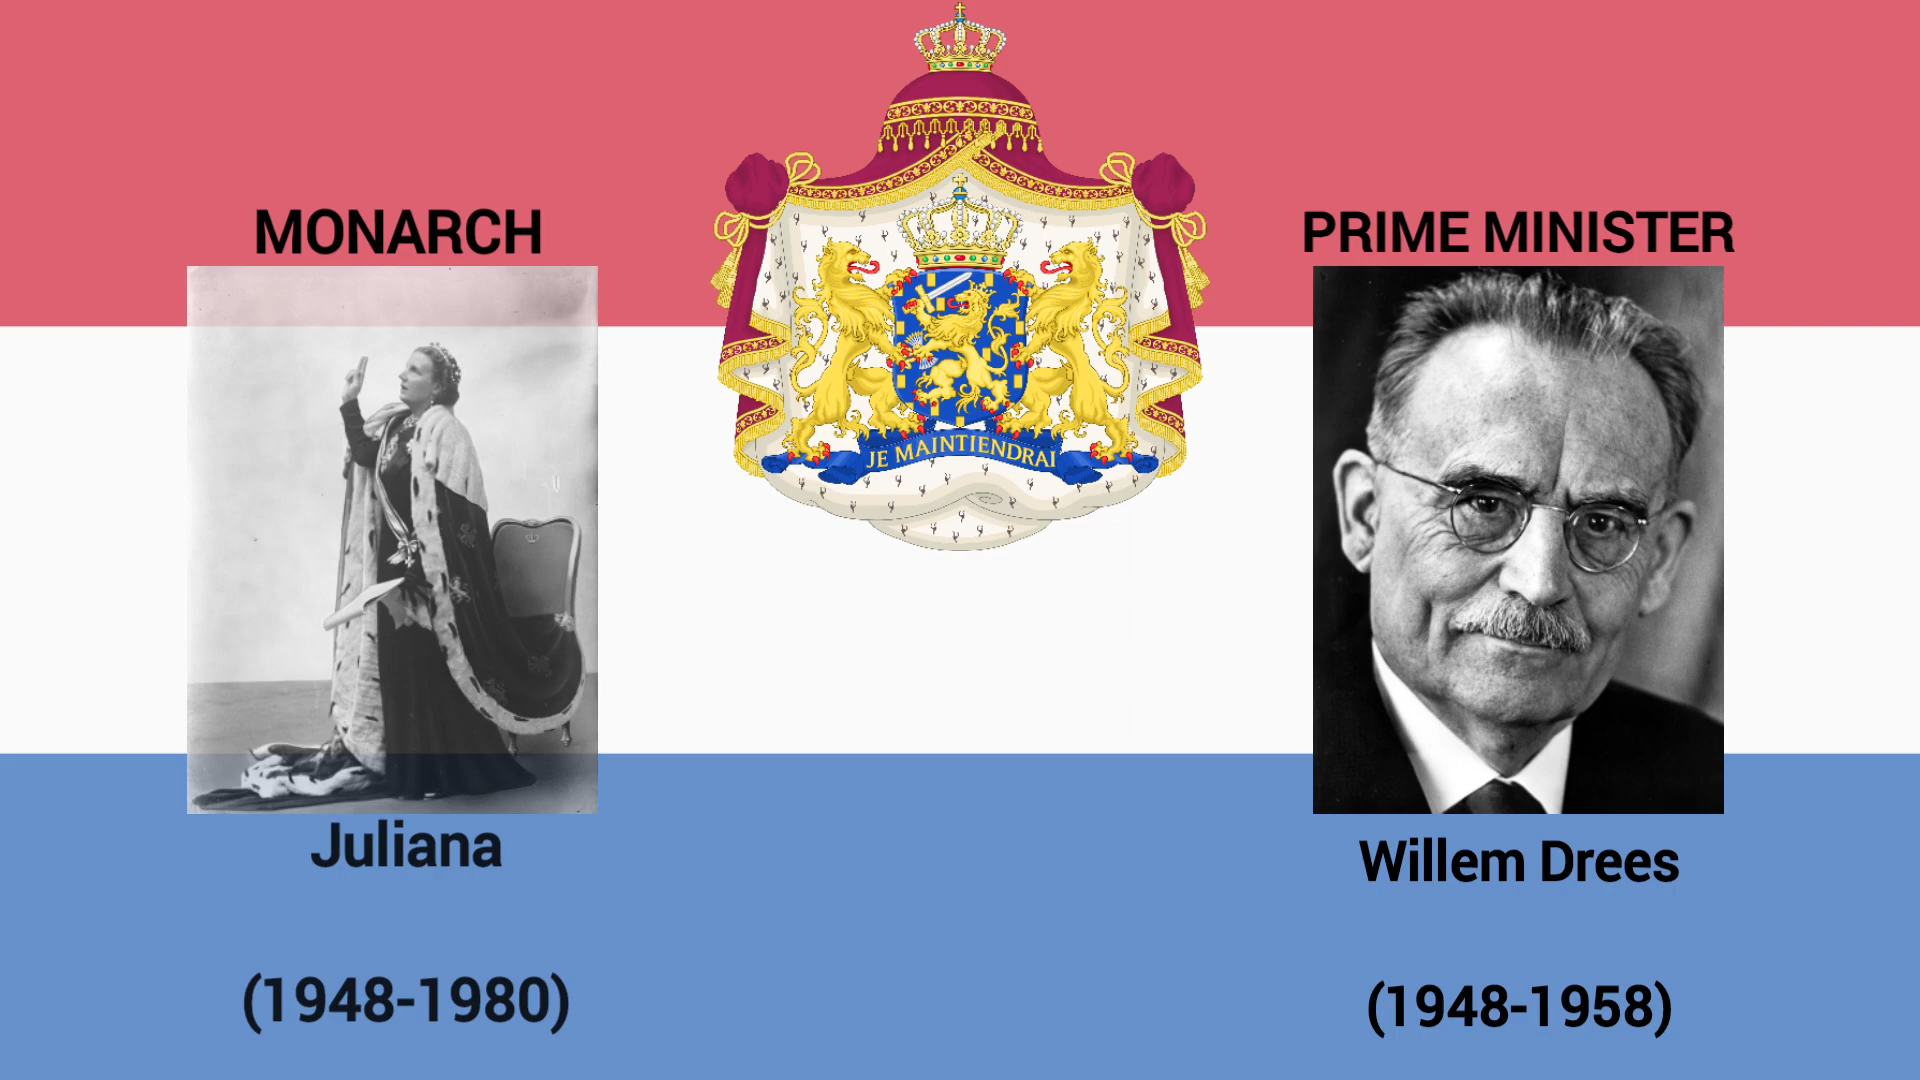 MONARCH
PRIME MINISTER
JE MAINTIENDRAI
Juliana
Willem Drees
(1948-1980)
(1948-1958)